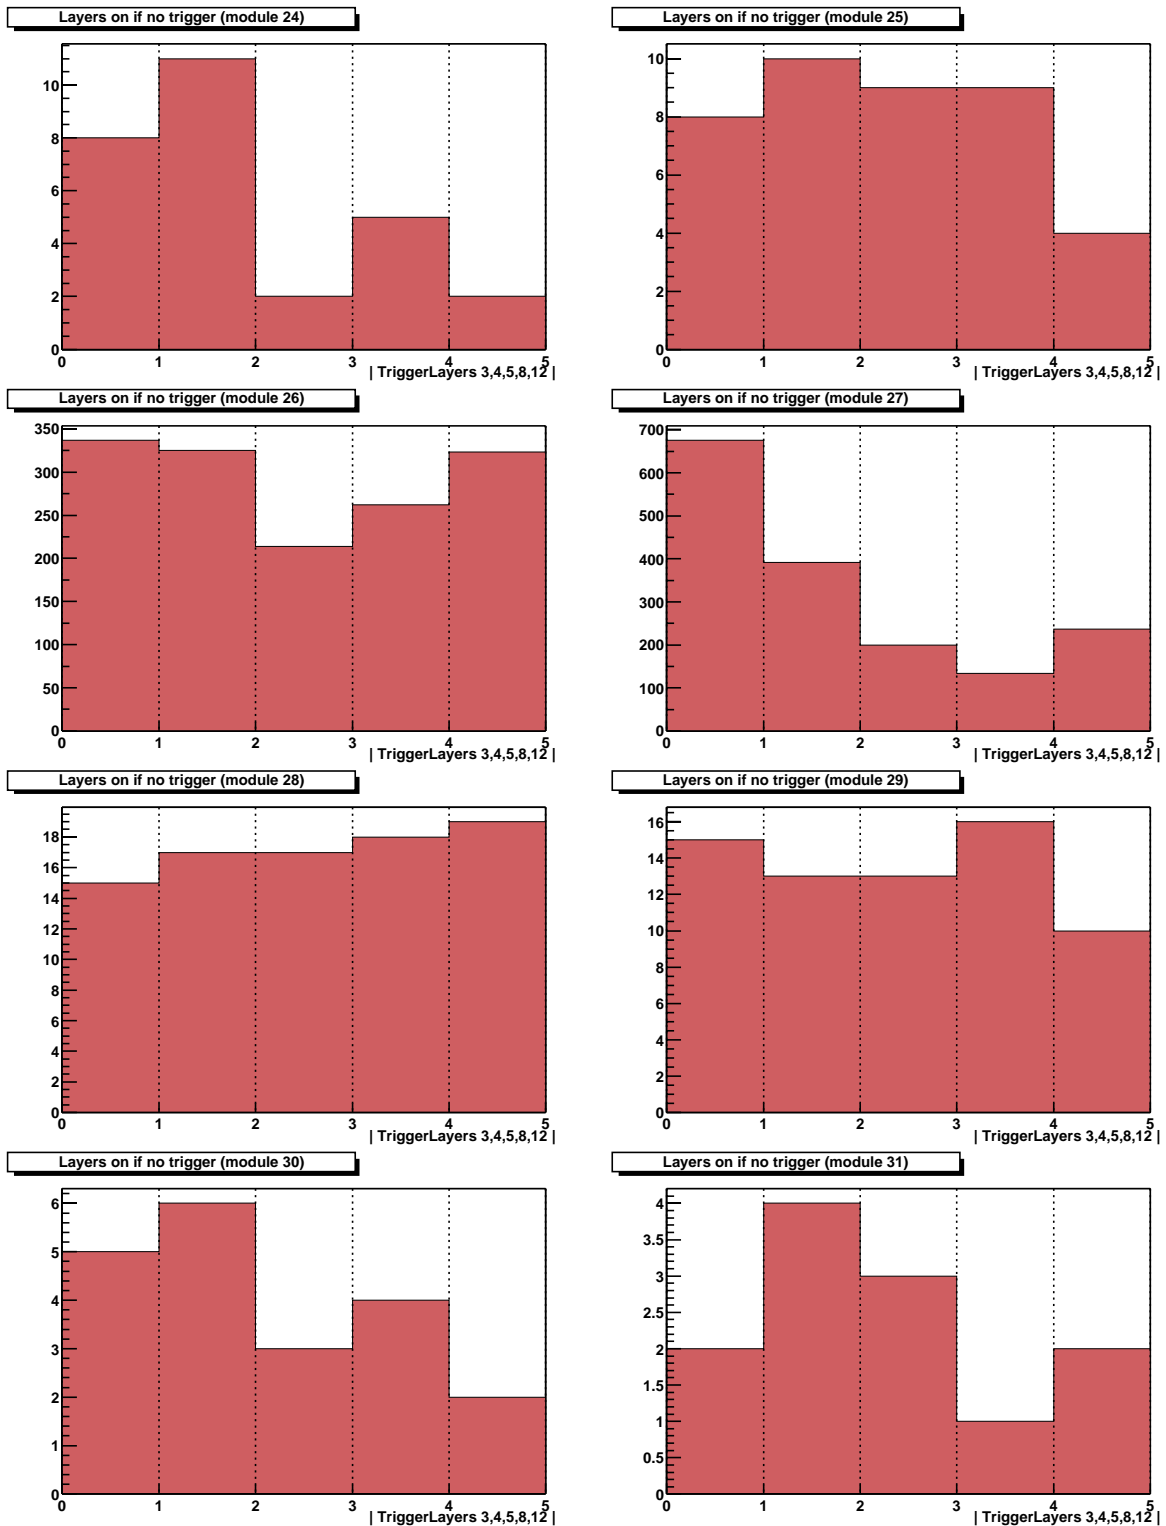 Layers on if no trigger (module 24)
10
8
6
4
2
0
0 1 2 3 4 5
| TriggerLayers 3,4,5,8,12 |
Layers on if no trigger (module 25)
10
8
6
4
2
0
0 1 2 3 4 5
| TriggerLayers 3,4,5,8,12 |
Layers on if no trigger (module 26)
350
300
250
200
150
100
50
0
0 1 2 3 4 5
| TriggerLayers 3,4,5,8,12 |
Layers on if no trigger (module 27)
700
600
500
400
300
200
100
0
0 1 2 3 4 5
| TriggerLayers 3,4,5,8,12 |
Layers on if no trigger (module 28)
18
16
14
12
10
8
6
4
2
0
0 1 2 3 4 5
| TriggerLayers 3,4,5,8,12 |
Layers on if no trigger (module 29)
16
14
12
10
8
6
4
2
0
0 1 2 3 4 5
| TriggerLayers 3,4,5,8,12 |
Layers on if no trigger (module 30)
6
5
4
3
2
1
0
0 1 2 3 4 5
| TriggerLayers 3,4,5,8,12 |
Layers on if no trigger (module 31)
4
3.5
3
2.5
2
1.5
1
0.5
0
0 1 2 3 4 5
| TriggerLayers 3,4,5,8,12 |